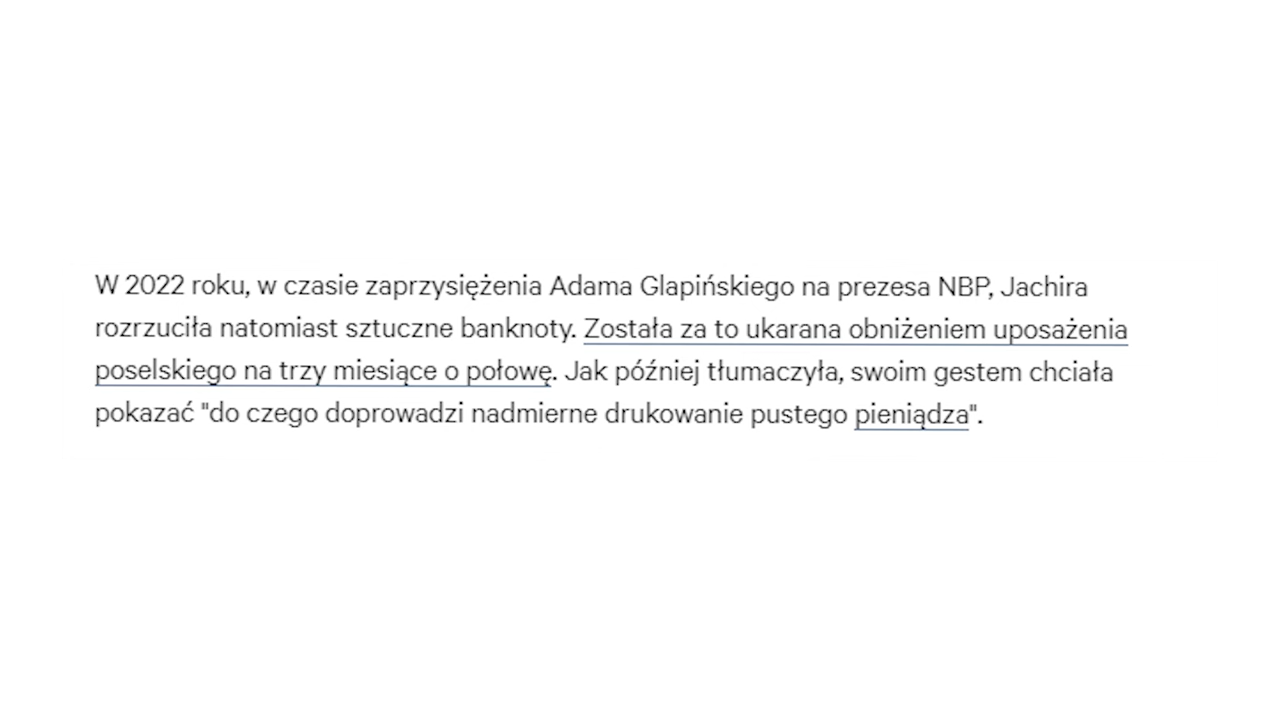 W 2022 roku, w czasie zaprzysiężenia Adama Glapińskiego na prezesa NBP, Jachira
rozrzuciła natomiast sztuczne banknoty. Została za to ukarana obniżeniem uposażenia
poselskiego na trzy miesiące o połowę. Jak później tłumaczyła, swoim gestem chciała
pokazać "do czego doprowadzi nadmierne drukowanie pustego pieniądza".